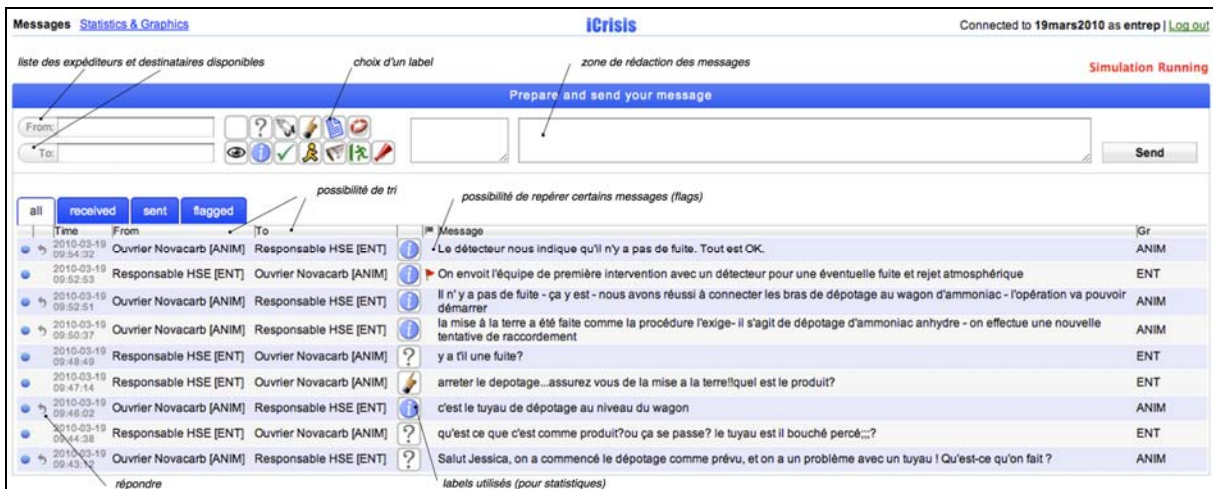 Messages Statistics & Graphics iCrisis Connected to 19mars2010 as entrep | Log out
liste des expéditeurs et destinataires disponibles choix d'un label zone de rédaction des messages
Simulation Running
Prepare and send your message
From:
To:
Send
possibilité de tri possibilité de repérer certains messages (flags)
all received sent flagged
Time From To Message Gr
2010-03-19 09:54:32 Ouvrier Novacarb [ANIM] Responsable HSE [ENT] Le détecteur nous indique qu'il n'y a pas de fuite. Tout est OK. ANIM
2010-03-19 09:52:53 Responsable HSE [ENT] Ouvrier Novacarb [ANIM] On envoit l'équipe de première intervention avec un détecteur pour une éventuelle fuite et rejet atmosphérique ENT
2010-03-19 09:52:51 Ouvrier Novacarb [ANIM] Responsable HSE [ENT] Il n' y a pas de fuite - ça y est - nous avons réussi à connecter les bras de dépotage au wagon d'ammoniac - l'opération va pouvoir démarrer ANIM
2010-03-19 09:50:37 Ouvrier Novacarb [ANIM] Responsable HSE [ENT] la mise à la terre a été faite comme la procédure l'exige- il s'agit de dépotage d'ammoniac anhydre - on effectue une nouvelle tentative de raccordement ANIM
2010-03-19 09:48:49 Responsable HSE [ENT] Ouvrier Novacarb [ANIM] ? y a t'il une fuite? ENT
2010-03-19 09:47:14 Responsable HSE [ENT] Ouvrier Novacarb [ANIM] arreter le depotage...assurez vous de la mise a la terre!!quel est le produit? ENT
2010-03-19 09:46:02 Ouvrier Novacarb [ANIM] Responsable HSE [ENT] c'est le tuyau de dépotage au niveau du wagon ANIM
2010-03-19 09:44:38 Responsable HSE [ENT] Ouvrier Novacarb [ANIM] ? qu'est ce que c'est comme produit?ou ça se passe? le tuyau est il bouché percé;;;? ENT
2010-03-19 09:43:12 Ouvrier Novacarb [ANIM] Responsable HSE [ENT] ? Salut Jessica, on a commencé le dépotage comme prévu, et on a un problème avec un tuyau ! Qu'est-ce qu'on fait ? ANIM
répondre labels utilisés (pour statistiques)